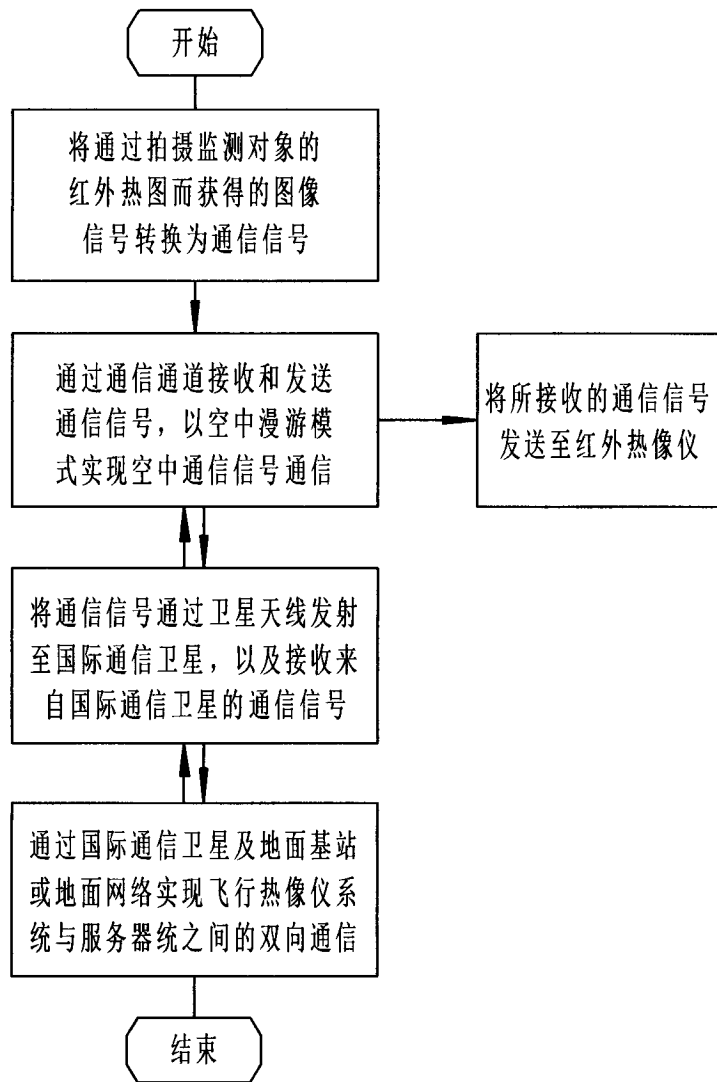 开始
将通过拍摄监测对象的
红外热图而获得的图像
信号转换为通信信号
通过通信通道接收和发送
通信信号，以空中漫游模
式实现空中通信信号通信
将所接收的通信信号
发送至红外热像仪
将通信信号通过卫星天线发射
至国际通信卫星，以及接收来
自国际通信卫星的通信信号
通过国际通信卫星及地面基站
或地面网络实现飞行热像仪系
统与服务器统之间的双向通信
结束